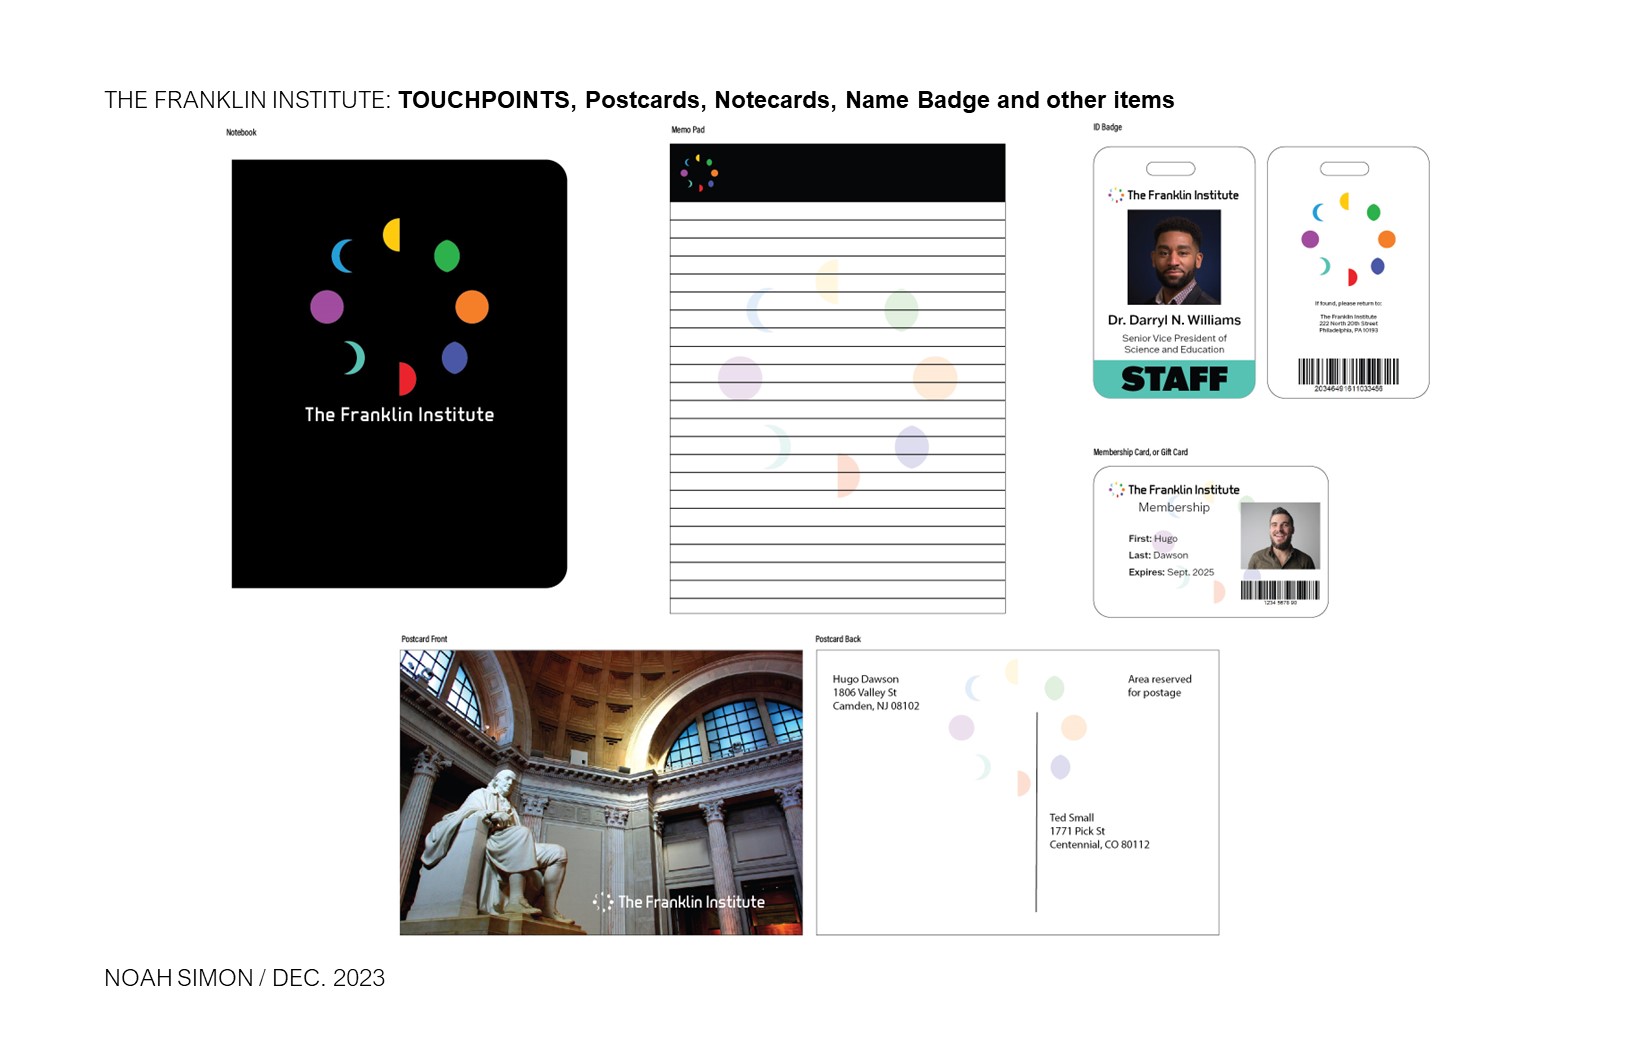 THE FRANKLIN INSTITUTE: TOUCHPOINTS, Postcards, Notecards, Name Badge and other items
Notebook
The Franklin Institute
Memo Pad
ID Badge
The Franklin Institute
Dr. Darryl N. Williams
Senior Vice President of
Science and Education
STAFF
If found, please return to:
The Franklin Institute
222 North 20th Street
Philadelphia, PA 10193
20346491611033456
Membership Card, or Gift Card
The Franklin Institute
Membership
First: Hugo
Last: Dawson
Expires: Sept. 2025
1234 5678 90
Postcard Front
The Franklin Institute
Postcard Back
Hugo Dawson
1806 Valley St
Camden, NJ 08102
Area reserved
for postage
Ted Small
1771 Pick St
Centennial, CO 80112
NOAH SIMON / DEC. 2023